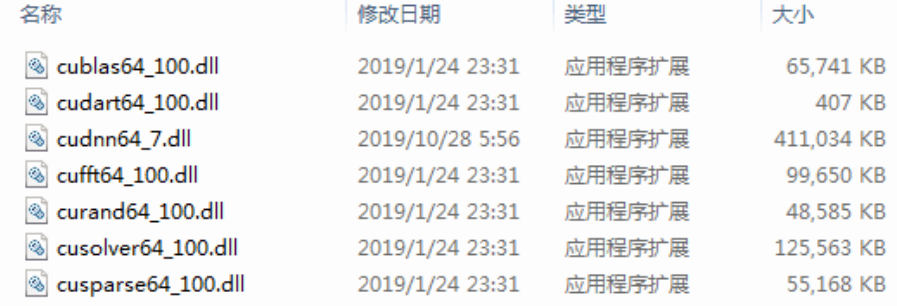 名称 修改日期 类型 大小
cublas64_100.dll 2019/1/24 23:31 应用程序扩展 65,741 KB
cudart64_100.dll 2019/1/24 23:31 应用程序扩展 407 KB
cudnn64_7.dll 2019/10/28 5:56 应用程序扩展 411,034 KB
cufft64_100.dll 2019/1/24 23:31 应用程序扩展 99,650 KB
curand64_100.dll 2019/1/24 23:31 应用程序扩展 48,585 KB
cusolver64_100.dll 2019/1/24 23:31 应用程序扩展 125,563 KB
cusparse64_100.dll 2019/1/24 23:31 应用程序扩展 55,168 KB